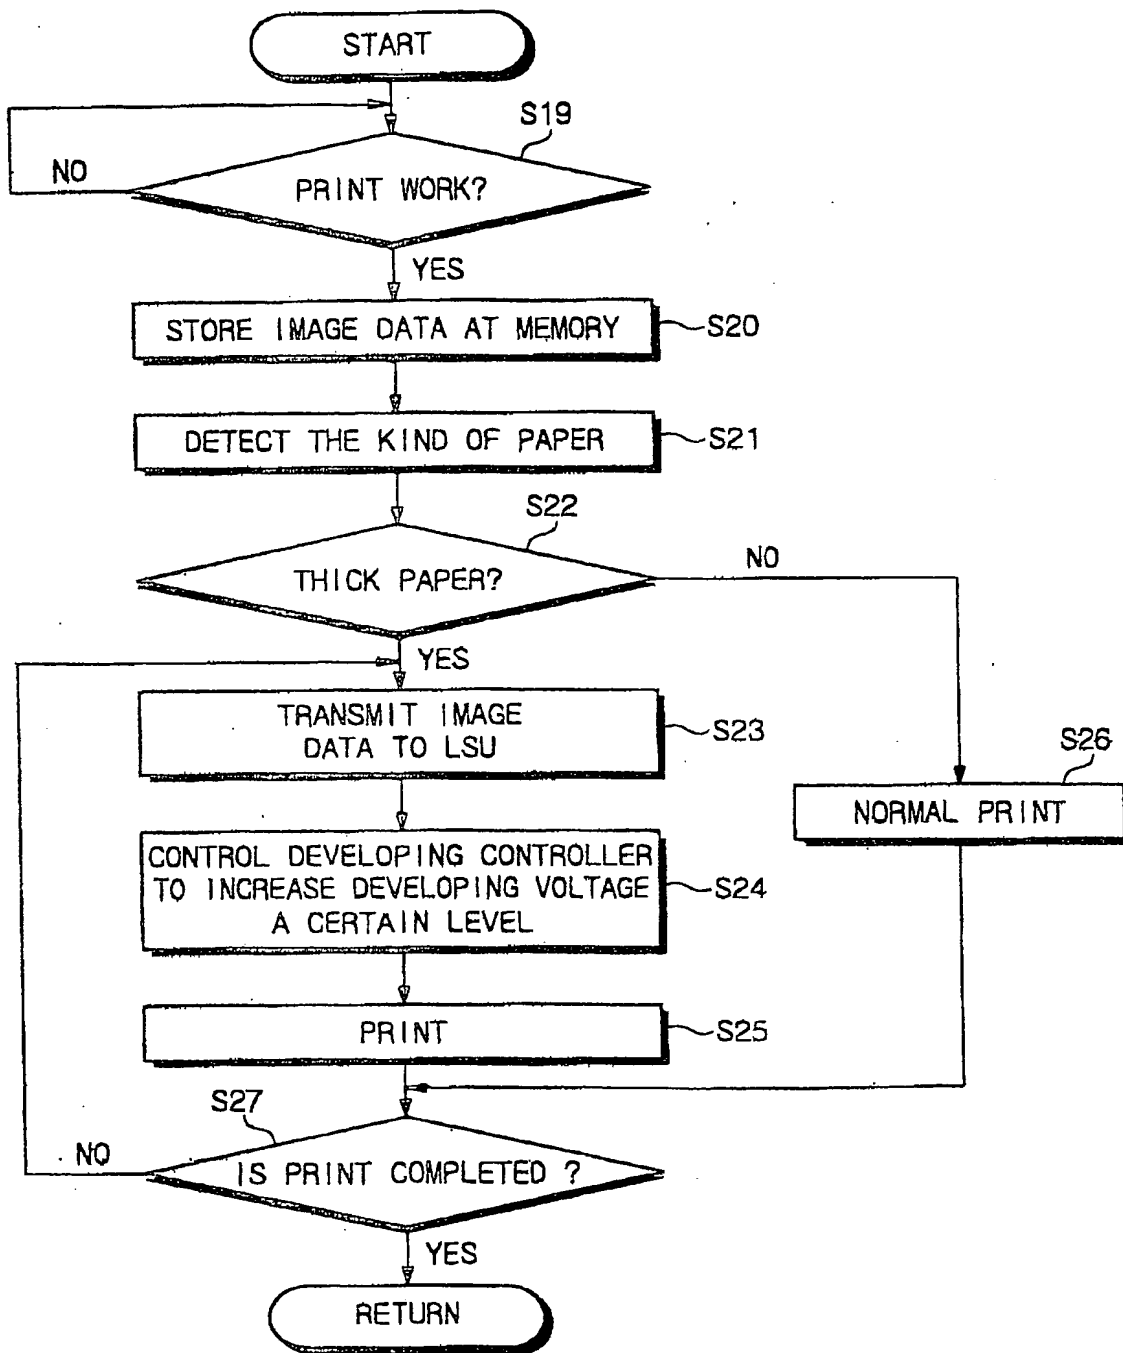 START
S19
NO
PRINT WORK?
YES
STORE IMAGE DATA AT MEMORY
S20
DETECT THE KIND OF PAPER
S21
S22
THICK PAPER?
NO
YES
TRANSMIT IMAGE
DATA TO LSU
S23
S26
NORMAL PRINT
CONTROL DEVELOPING CONTROLLER
TO INCREASE DEVELOPING VOLTAGE
A CERTAIN LEVEL
S24
PRINT
S25
S27
NO
IS PRINT COMPLETED ?
YES
RETURN